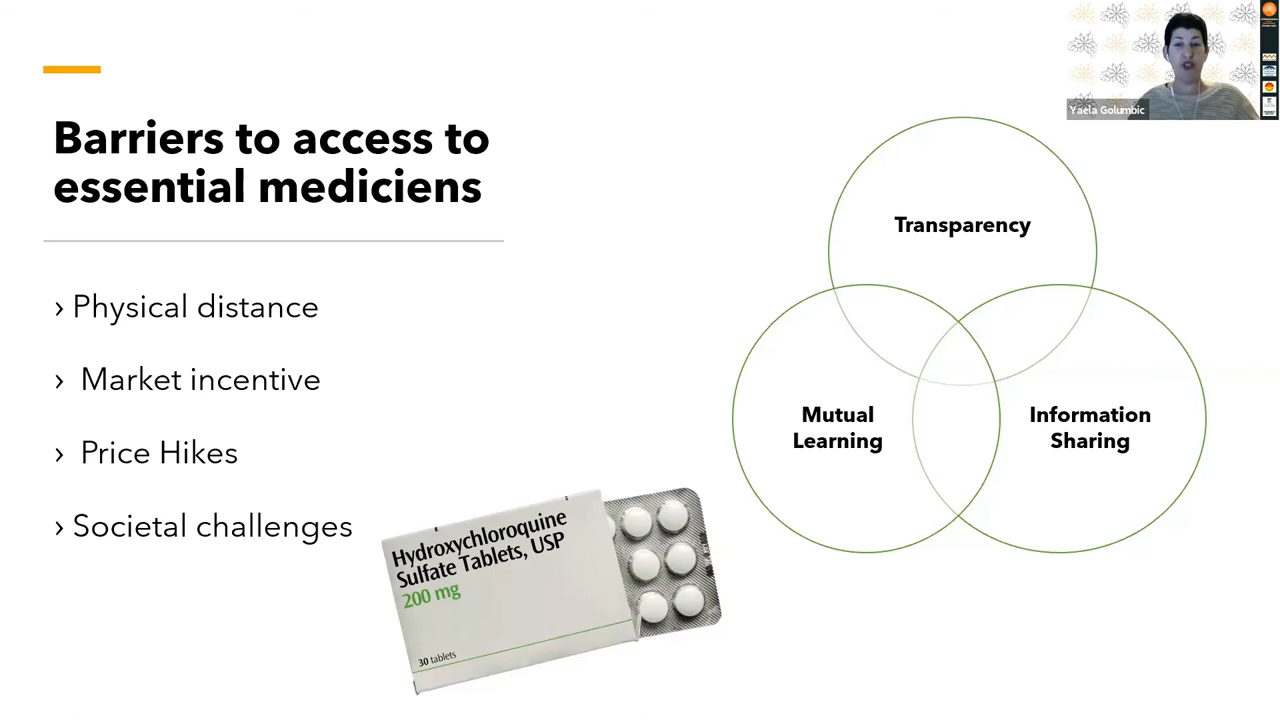 Barriers to access to
essential mediciens
› Physical distance
› Market incentive
› Price Hikes
› Societal challenges
Hydroxychloroquine
Sulfate Tablets, USP
200 mg
30 tablets
Transparency
Mutual
Learning
Information
Sharing
Yaela Golumbic